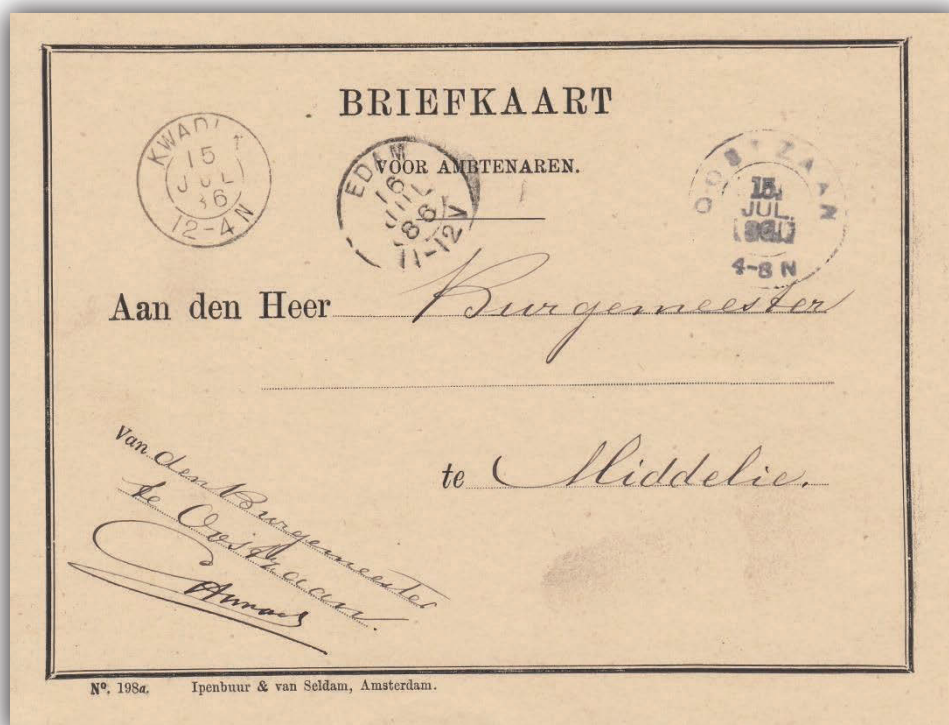 BRIEFKAART
VOOR AMBTENAREN.
15
JUL
86
12-4 N
EDAM
16
JUL
86
11-12 V
OOSTZAAN
15
JUL.
86
4-8 N
Aan den Heer Burgemeester
te Middelie.
van den Burgemeester
te Oostzaan.
Nº. 198a. Ipenbuur & van Seldam, Amsterdam.